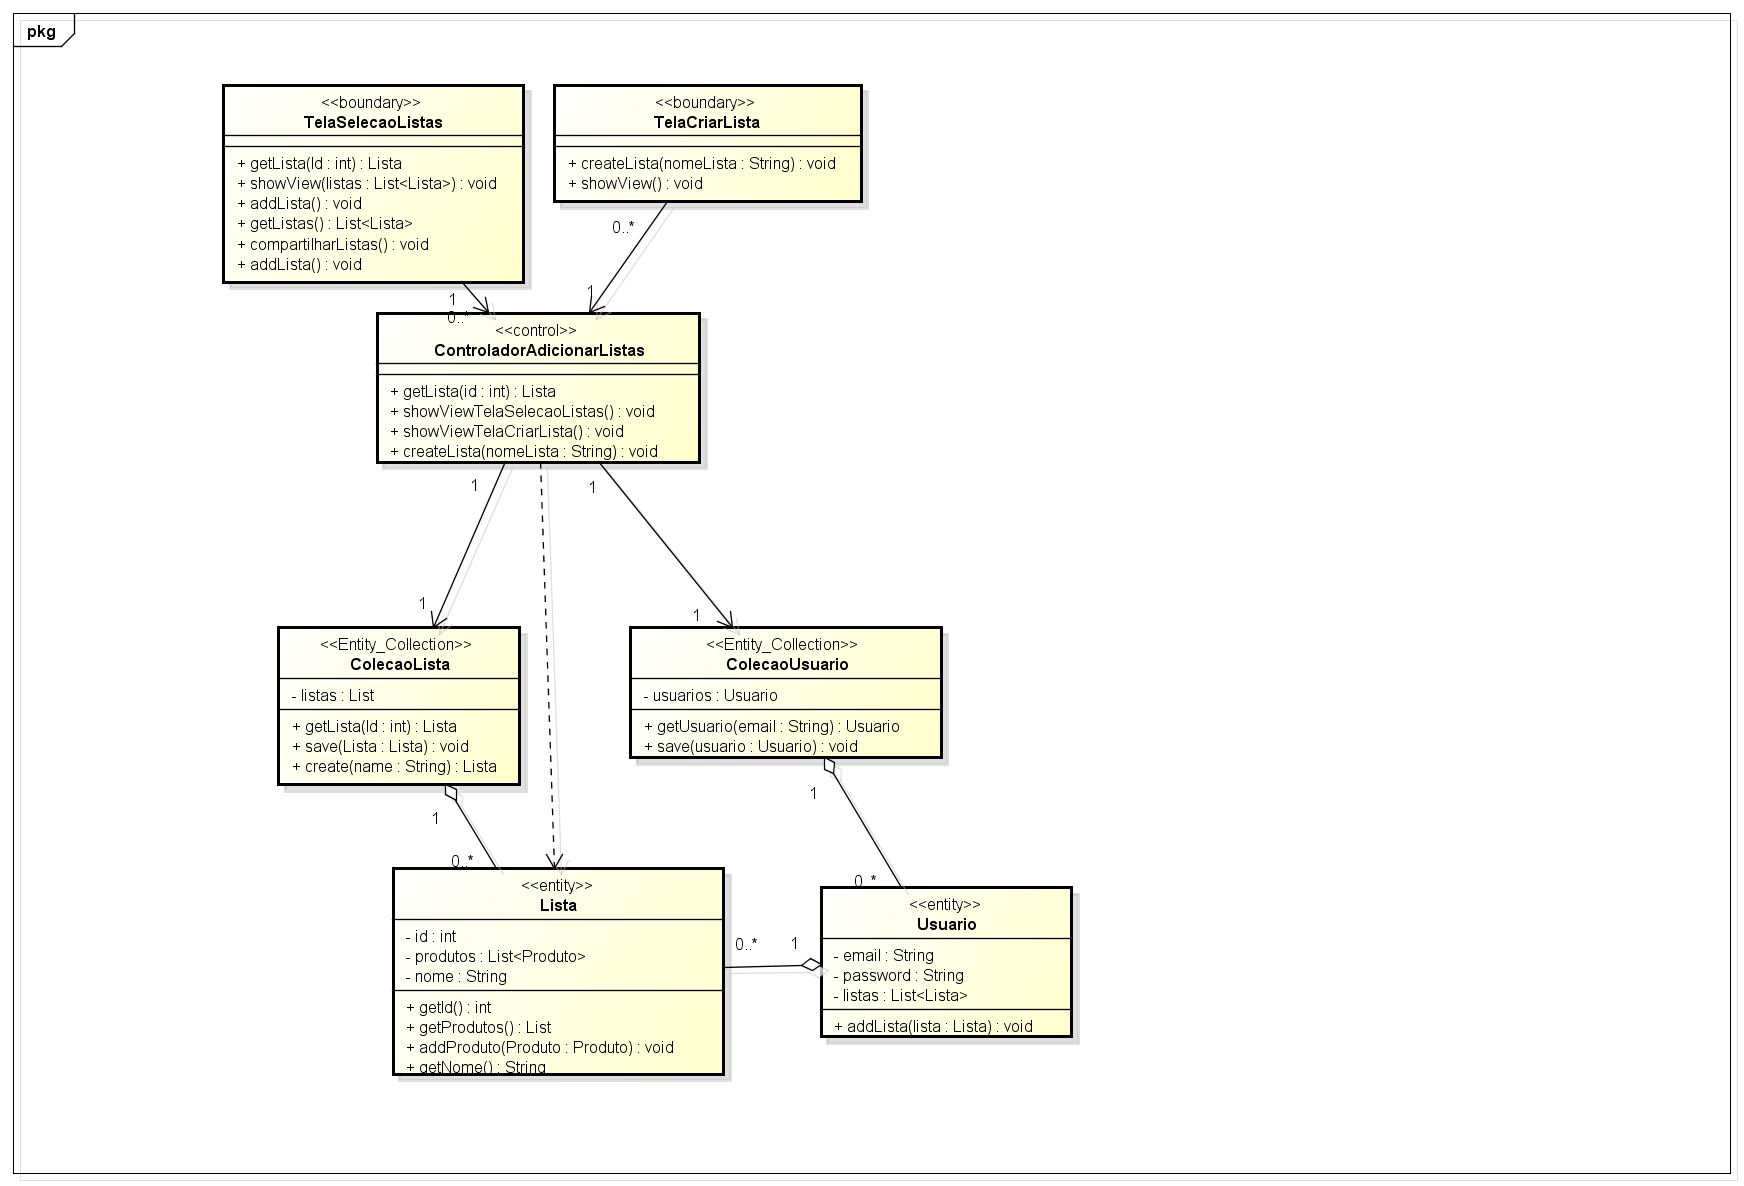 pkg
<<boundary>>
TelaSelecaoListas
+ getLista(Id : int) : Lista
+ showView(listas : List<Lista>) : void
+ addLista() : void
+ getListas() : List<Lista>
+ compartilharListas() : void
+ addLista() : void
<<boundary>>
TelaCriarLista
+ createLista(nomeLista : String) : void
+ showView() : void
0..*
1
1
0..*
<<control>>
ControladorAdicionarListas
+ getLista(id : int) : Lista
+ showViewTelaSelecaoListas() : void
+ showViewTelaCriarLista() : void
+ createLista(nomeLista : String) : void
1
1
1
1
<<Entity_Collection>>
ColecaoLista
- listas : List
+ getLista(Id : int) : Lista
+ save(Lista : Lista) : void
+ create(name : String) : Lista
<<Entity_Collection>>
ColecaoUsuario
- usuarios : Usuario
+ getUsuario(email : String) : Usuario
+ save(usuario : Usuario) : void
1
0..*
1
0..*
<<entity>>
Lista
- id : int
- produtos : List<Produto>
- nome : String
+ getId() : int
+ getProdutos() : List
+ addProduto(Produto : Produto) : void
+ getNome() : String
0..*
1
<<entity>>
Usuario
- email : String
- password : String
- listas : List<Lista>
+ addLista(lista : Lista) : void